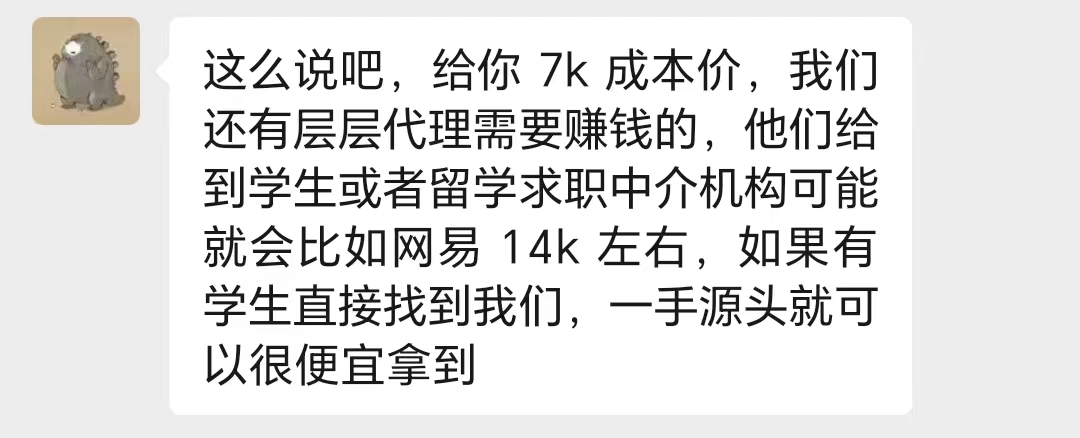 这么说吧，给你 7k 成本价，我们
还有层层代理需要赚钱的，他们给
到学生或者留学求职中介机构可能
就会比如网易 14k 左右，如果有
学生直接找到我们，一手源头就可
以很便宜拿到